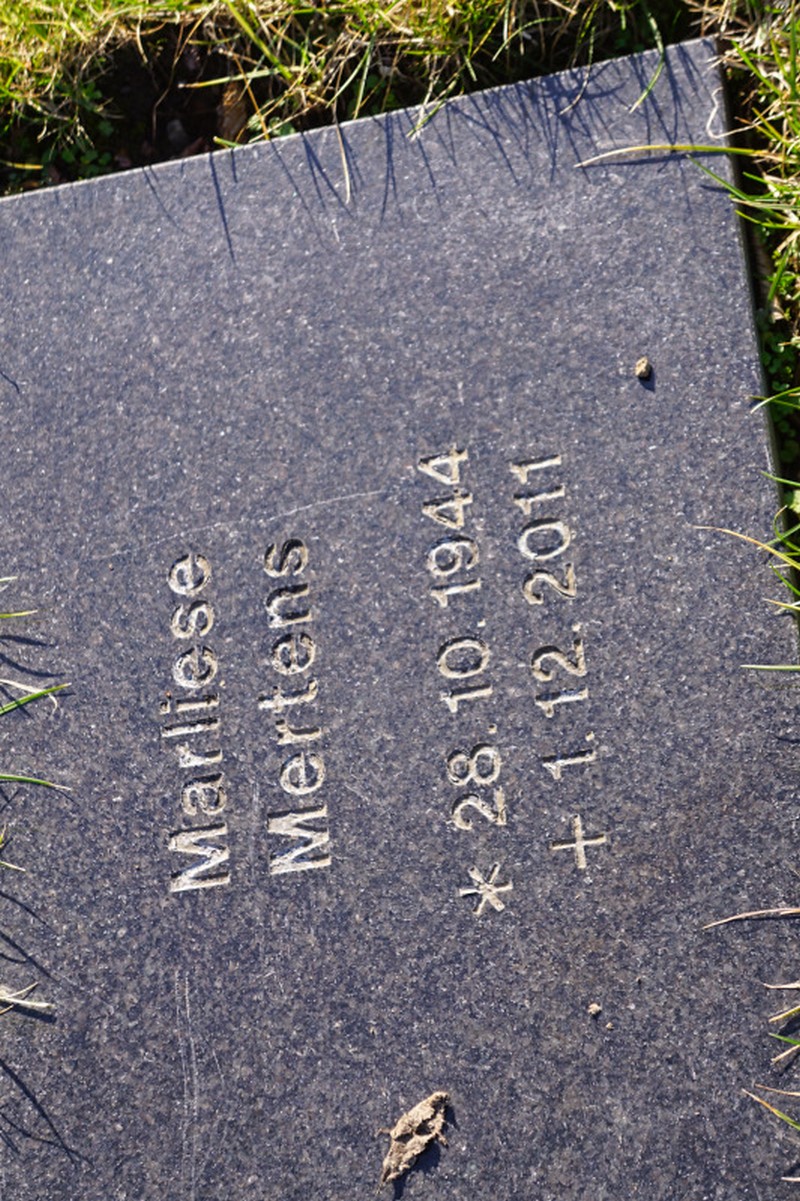 Marliese
Mertens
* 28. 10. 1944
+ 1. 12. 2011